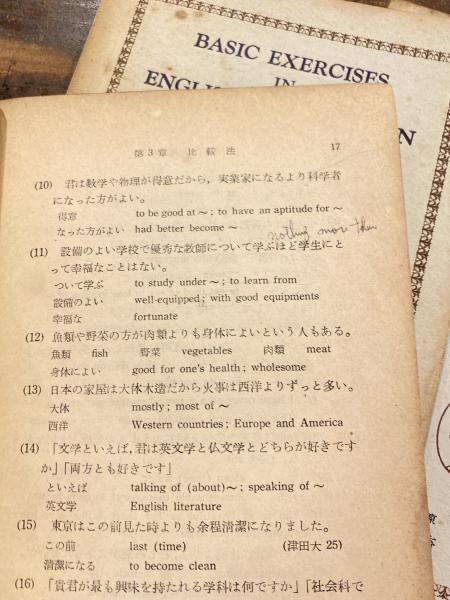 BASIC EXERCISES
IN
ENGLISH
第3章 比較法 17
(10) 君は数学や物理が得意だから，実業家になるより科学者
になった方がよい。
得意 to be good at ～; to have an aptitude for ～
なった方がよい had better become ～
nothing more than
(11) 設備のよい学校で優秀な教師について学ぶほど学生にと
って幸福なことはない。
ついて学ぶ to study under ～; to learn from
設備のよい well-equipped; with good equipments
幸福な fortunate
(12) 魚類や野菜の方が肉類よりも身体によいという人もある。
魚類 fish 野菜 vegetables 肉類 meat
身体によい good for one's health; wholesome
(13) 日本の家屋は大体木造だから火事は西洋よりずっと多い。
大体 mostly; most of ～
西洋 Western countries; Europe and America
(14) 「文学といえば，君は英文学と仏文学とどちらが好きです
か」「両方とも好きです」
といえば talking of (about)～; speaking of ～
英文学 English literature
(15) 東京はこの前見た時よりも余程清潔になりました。
この前 last (time) (津田大 25)
清潔になる to become clean
(16) 「貴君が最も興味を持たれる学科は何ですか」「社会科で